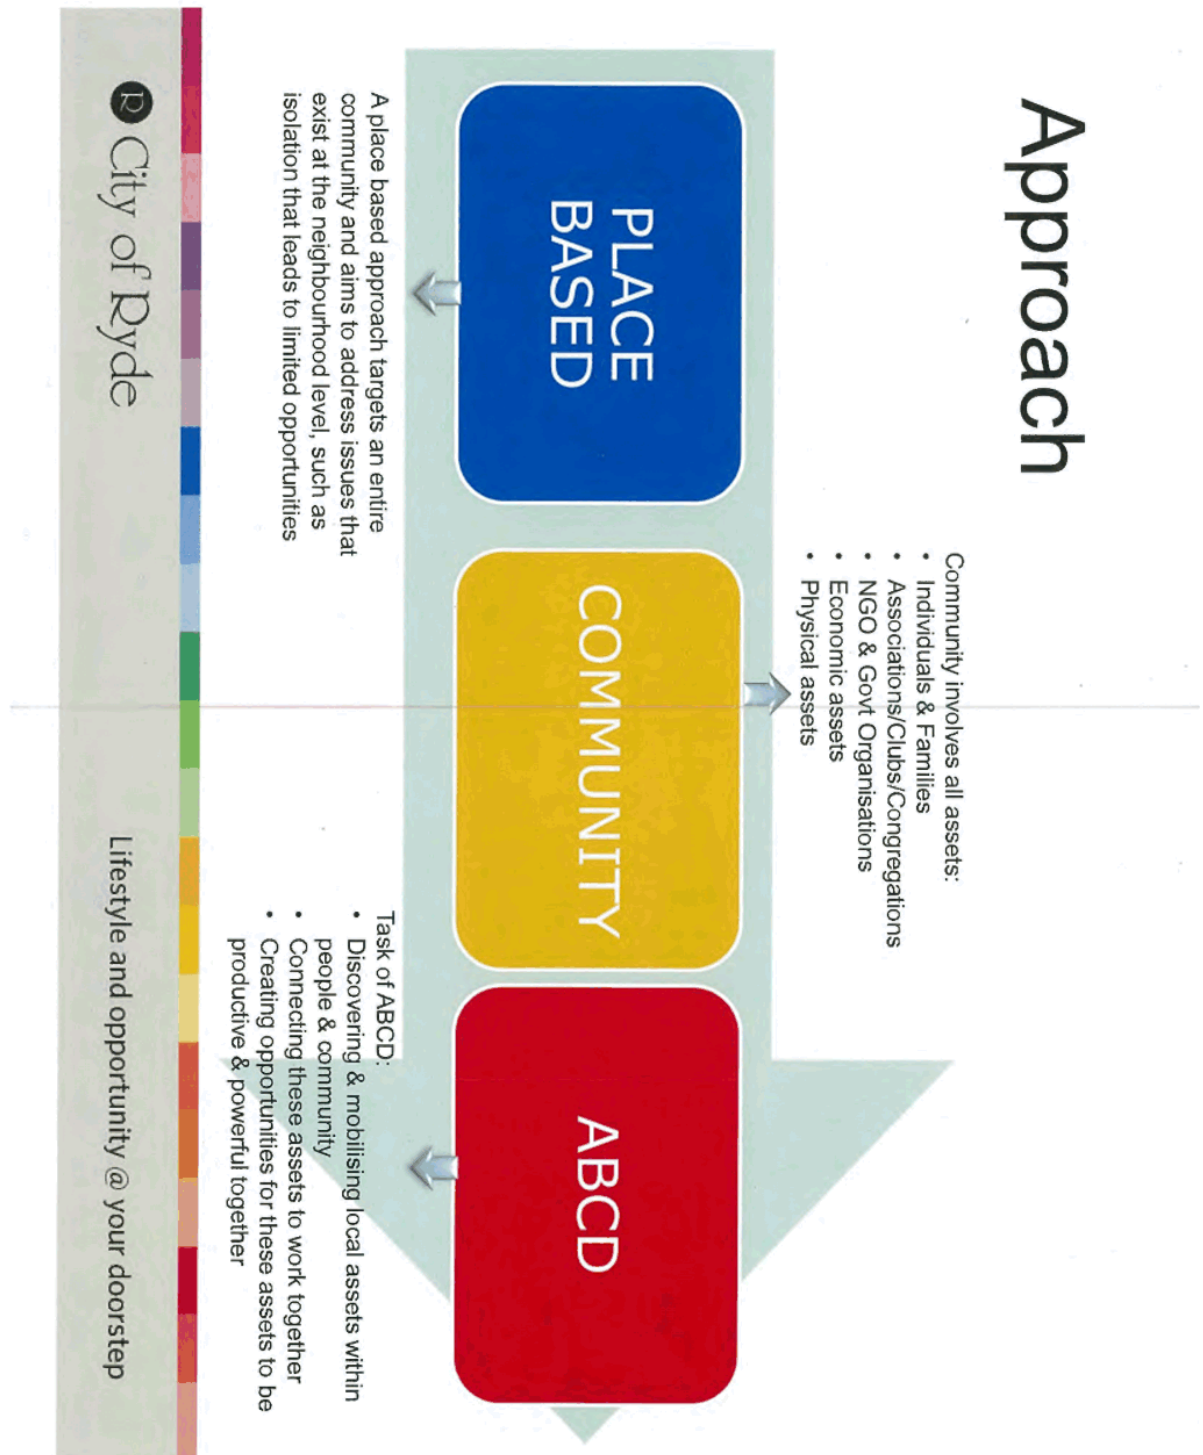 Approach
Community involves all assets:
• Individuals & Families
• Associations/Clubs/Congregations
• NGO & Govt Organisations
• Economic assets
• Physical assets
PLACE
BASED
COMMUNITY
ABCD
A place based approach targets an entire
community and aims to address issues that
exist at the neighbourhood level, such as
isolation that leads to limited opportunities
Task of ABCD:
• Discovering & mobilising local assets within
people & community
• Connecting these assets to work together
• Creating opportunities for these assets to be
productive & powerful together
City of Ryde
Lifestyle and opportunity @ your doorstep